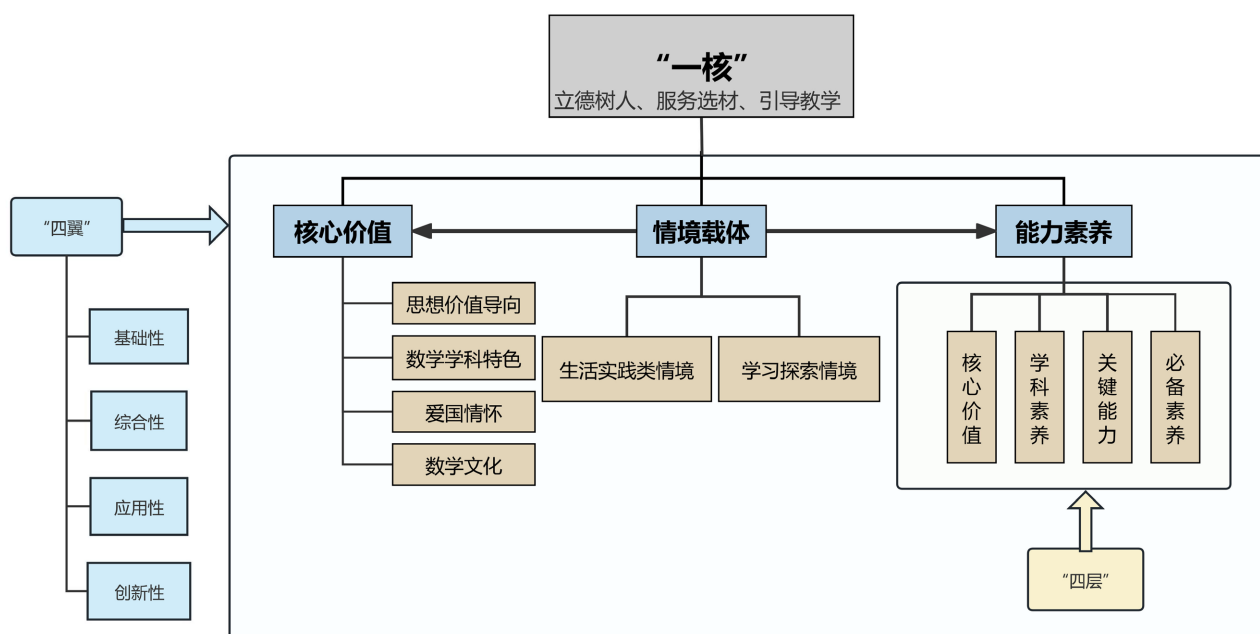 “一核”
立德树人、服务选材、引导教学
“四翼”
基础性
综合性
应用性
创新性
核心价值
情境载体
能力素养
思想价值导向
数学学科特色
爱国情怀
数学文化
生活实践类情境
学习探索情境
核心价值
学科素养
关键能力
必备素养
“四层”